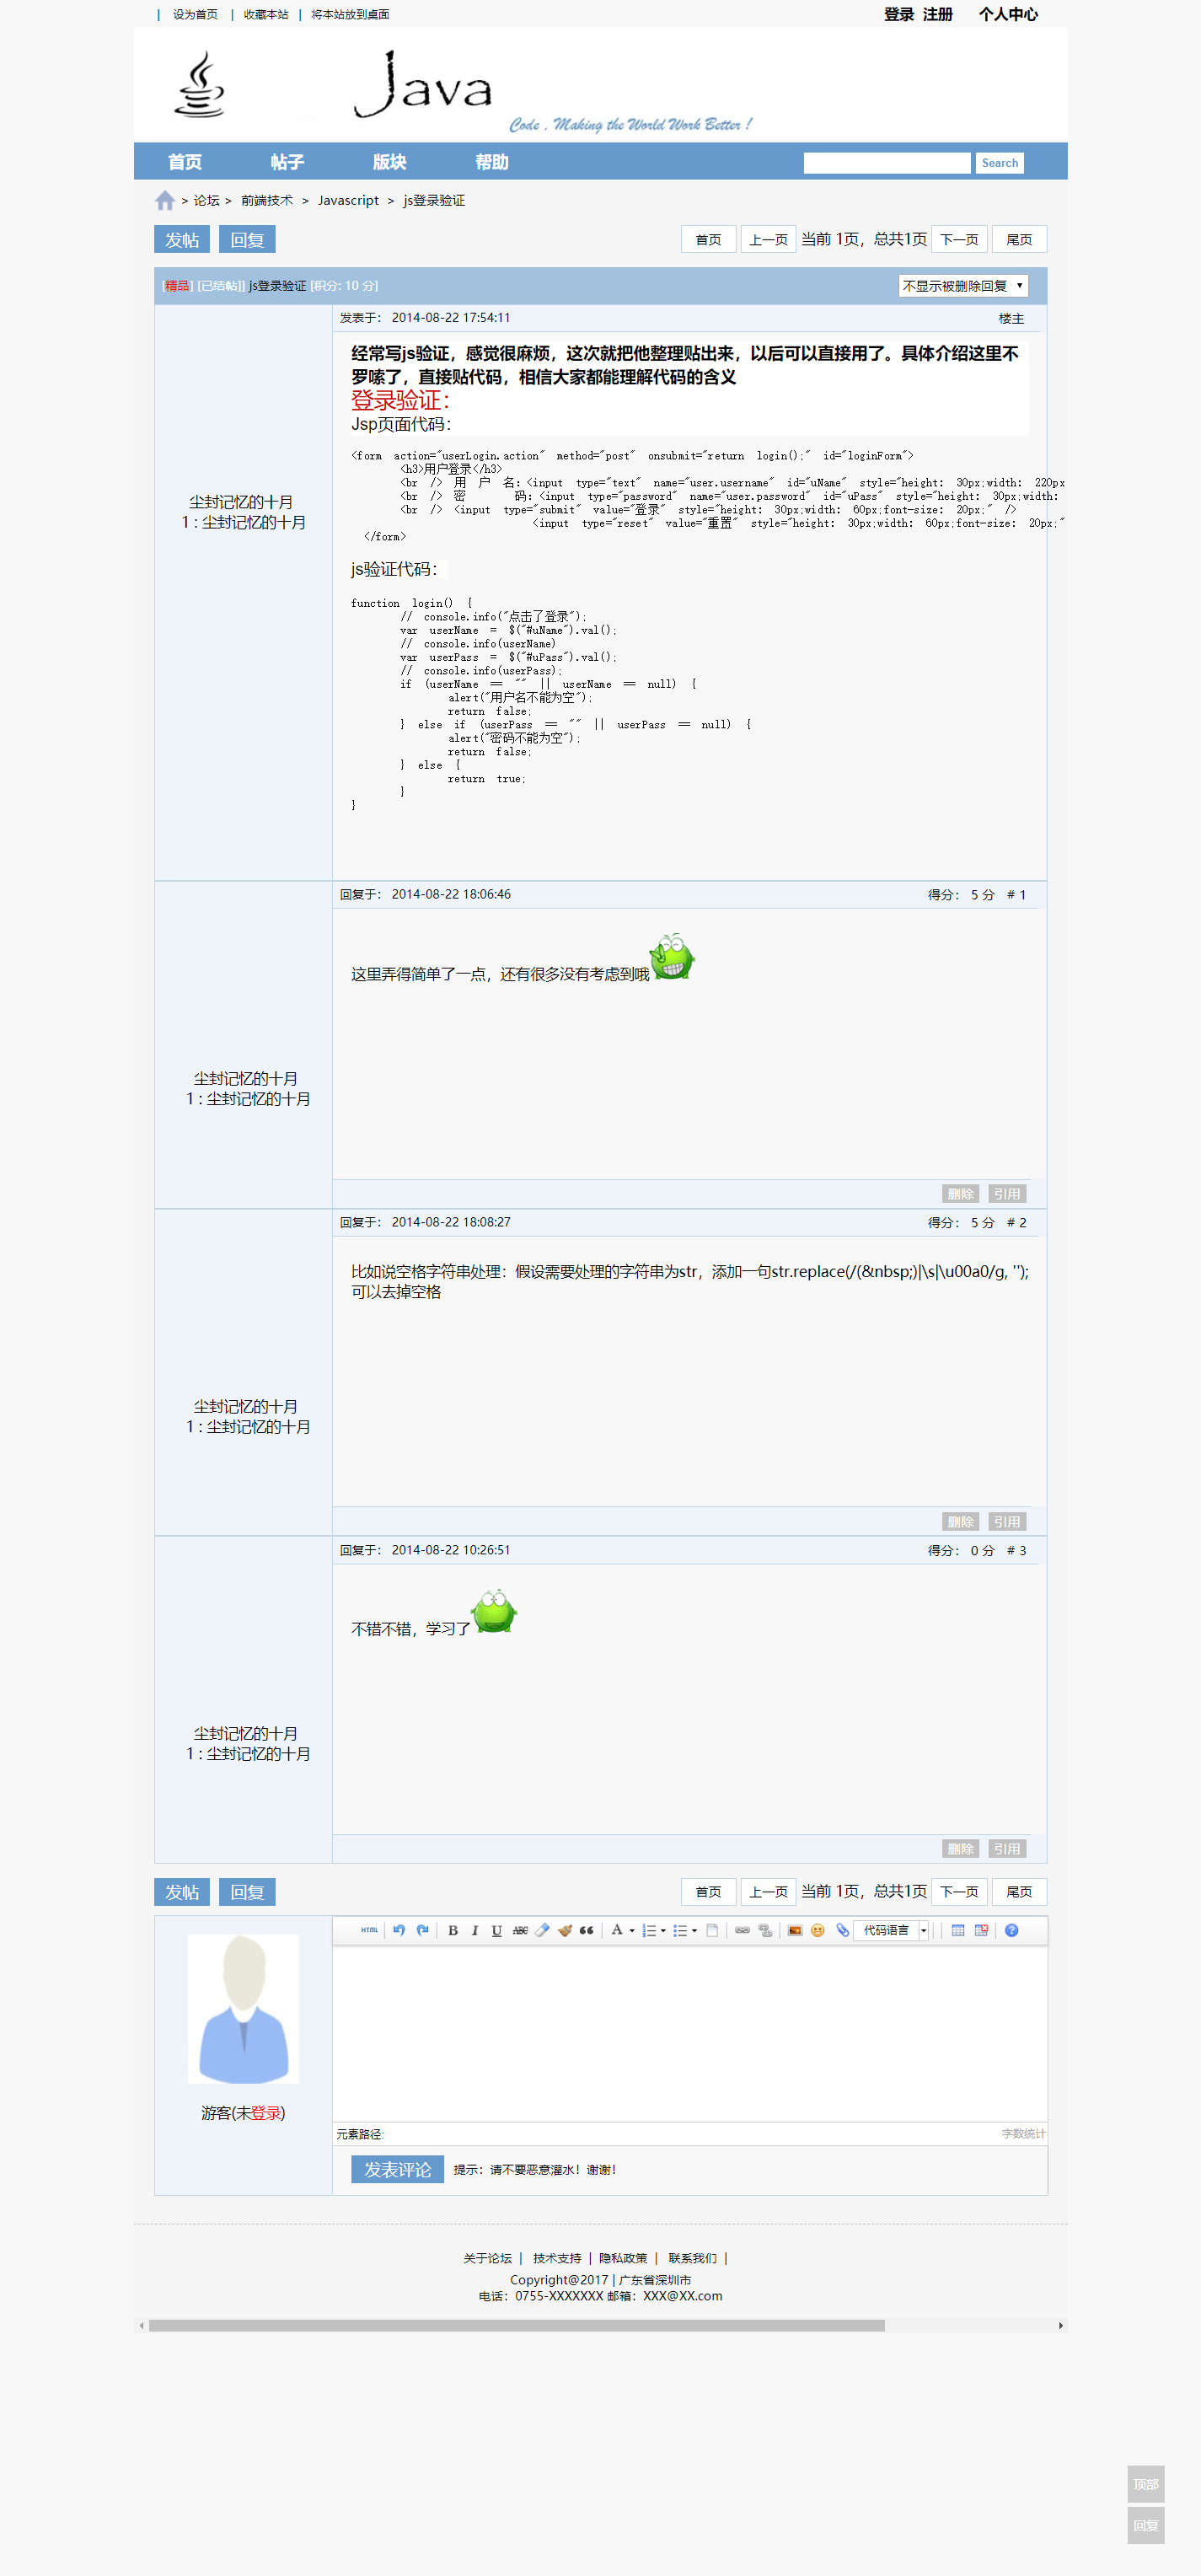 | 设为首页 | 收藏本站 | 将本站放到桌面
登录 注册 个人中心
Java
Code , Making the World Work Better !
首页 帖子 版块 帮助 Search
> 论坛 > 前端技术 > Javascript > js登录验证
发帖 回复 首页 上一页 当前 1页，总共1页 下一页 尾页
[精品] [已结帖]] js登录验证 [积分: 10 分] 不显示被删除回复
发表于： 2014-08-22 17:54:11 楼主
经常写js验证，感觉很麻烦，这次就把他整理贴出来，以后可以直接用了。具体介绍这里不
罗嗦了，直接贴代码，相信大家都能理解代码的含义
登录验证：
Jsp页面代码：
<form action="userLogin.action" method="post" onsubmit="return login();" id="loginForm">
<h3>用户登录</h3>
<br /> 用 户 名：<input type="text" name="user.username" id="uName" style="height: 30px;width: 220px
<br /> 密 码：<input type="password" name="user.password" id="uPass" style="height: 30px;width:
<br /> <input type="submit" value="登录" style="height: 30px;width: 60px;font-size: 20px;" />
<input type="reset" value="重置" style="height: 30px;width: 60px;font-size: 20px;"
</form>
尘封记忆的十月
1 : 尘封记忆的十月
js验证代码：
function login() {
// console.info("点击了登录");
var userName = $("#uName").val();
// console.info(userName)
var userPass = $("#uPass").val();
// console.info(userPass);
if (userName == "" || userName == null) {
alert("用户名不能为空");
return false;
} else if (userPass == "" || userPass == null) {
alert("密码不能为空");
return false;
} else {
return true;
}
}
回复于： 2014-08-22 18:06:46 得分： 5 分 # 1
这里弄得简单了一点，还有很多没有考虑到哦
尘封记忆的十月
1 : 尘封记忆的十月
删除 引用
回复于： 2014-08-22 18:08:27 得分： 5 分 # 2
比如说空格字符串处理：假设需要处理的字符串为str，添加一句str.replace(/(&nbsp;)|\s|\u00a0/g, '');
可以去掉空格
尘封记忆的十月
1 : 尘封记忆的十月
删除 引用
回复于： 2014-08-22 10:26:51 得分： 0 分 # 3
不错不错，学习了
尘封记忆的十月
1 : 尘封记忆的十月
删除 引用
发帖 回复 首页 上一页 当前 1页，总共1页 下一页 尾页
HTML B I U ABC A 代码语言
游客(未登录)
元素路径: 字数统计
发表评论 提示：请不要恶意灌水！谢谢！
关于论坛 | 技术支持 | 隐私政策 | 联系我们 |
Copyright@2017 | 广东省深圳市
电话：0755-XXXXXXX 邮箱：XXX@XX.com
顶部
回复